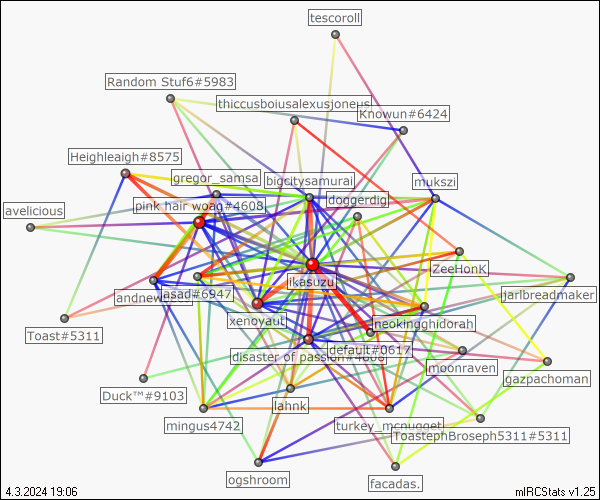 tescoroll
Random Stuf6#5983
thiccusboiusalexusjoneus
Knowun#6424
Heighleaigh#8575
gregor_samsa
bigcitysamurai
mukszi
pink hair woag#4608
doggerdig
avelicious
ikasuzu
ZeeHonK
andnew
asad#6947
jarlbreadmaker
xenoyaut
neokingghidorah
Toast#5311
disaster of passion#4608
default#0617
moonraven
gazpachoman
Duck™#9103
lahnk
mingus4742
turkey_mcnugget
ToastephBroseph5311#5311
ogshroom
facadas.
4.3.2024 19:06
mIRCStats v1.25